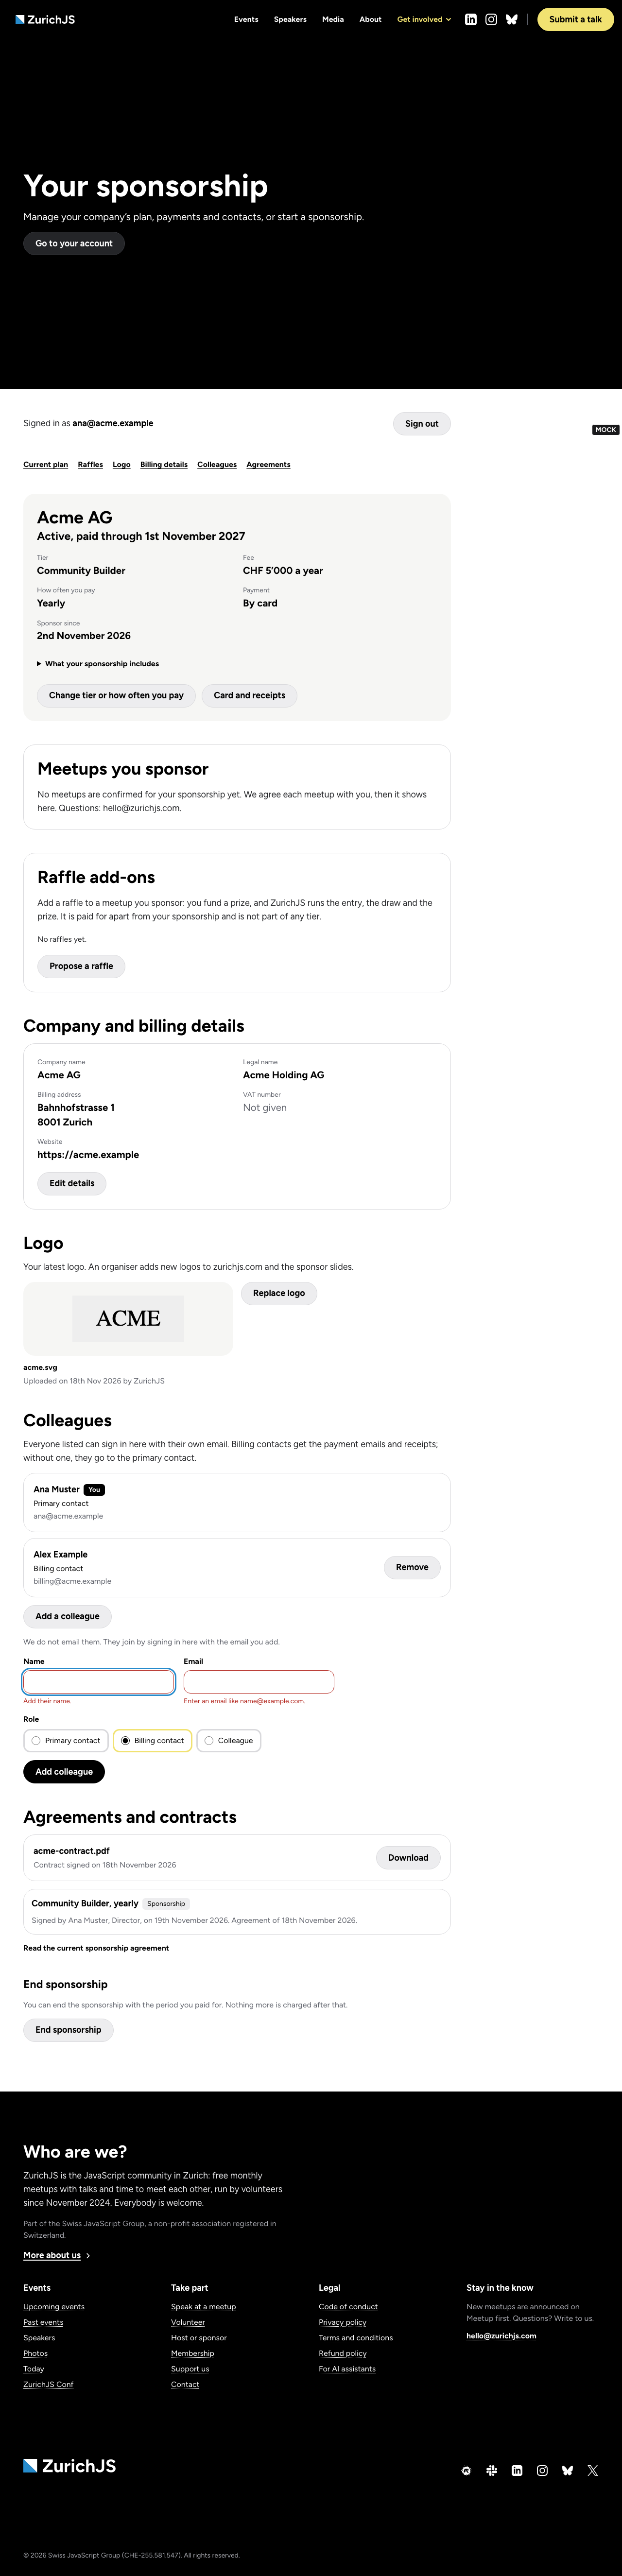 ZurichJS
Events
Speakers
Media
About
Get involved
Submit a talk
Your sponsorship
Manage your company's plan, payments and contacts, or start a sponsorship.
Go to your account
Signed in as ana@acme.example
Sign out
MOCK
Current plan
Raffles
Logo
Billing details
Colleagues
Agreements
Acme AG
Active, paid through 1st November 2027
Tier
Community Builder
Fee
CHF 5'000 a year
How often you pay
Yearly
Payment
By card
Sponsor since
2nd November 2026
What your sponsorship includes
Change tier or how often you pay
Card and receipts
Meetups you sponsor
No meetups are confirmed for your sponsorship yet. We agree each meetup with you, then it shows
here. Questions: hello@zurichjs.com.
Raffle add-ons
Add a raffle to a meetup you sponsor: you fund a prize, and ZurichJS runs the entry, the draw and the
prize. It is paid for apart from your sponsorship and is not part of any tier.
No raffles yet.
Propose a raffle
Company and billing details
Company name
Acme AG
Legal name
Acme Holding AG
Billing address
Bahnhofstrasse 1
8001 Zurich
VAT number
Not given
Website
https://acme.example
Edit details
Logo
Your latest logo. An organiser adds new logos to zurichjs.com and the sponsor slides.
ACME
Replace logo
acme.svg
Uploaded on 18th Nov 2026 by ZurichJS
Colleagues
Everyone listed can sign in here with their own email. Billing contacts get the payment emails and receipts;
without one, they go to the primary contact.
Ana Muster You
Primary contact
ana@acme.example
Alex Example
Billing contact
billing@acme.example
Remove
Add a colleague
We do not email them. They join by signing in here with the email you add.
Name
Add their name.
Email
Enter an email like name@example.com.
Role
Primary contact
Billing contact
Colleague
Add colleague
Agreements and contracts
acme-contract.pdf
Contract signed on 18th November 2026
Download
Community Builder, yearly Sponsorship
Signed by Ana Muster, Director, on 19th November 2026. Agreement of 18th November 2026.
Read the current sponsorship agreement
End sponsorship
You can end the sponsorship with the period you paid for. Nothing more is charged after that.
End sponsorship
Who are we?
ZurichJS is the JavaScript community in Zurich: free monthly
meetups with talks and time to meet each other, run by volunteers
since November 2024. Everybody is welcome.
Part of the Swiss JavaScript Group, a non-profit association registered in
Switzerland.
More about us
Events
Upcoming events
Past events
Speakers
Photos
Today
ZurichJS Conf
Take part
Speak at a meetup
Volunteer
Host or sponsor
Membership
Support us
Contact
Legal
Code of conduct
Privacy policy
Terms and conditions
Refund policy
For AI assistants
Stay in the know
New meetups are announced on
Meetup first. Questions? Write to us.
hello@zurichjs.com
ZurichJS
© 2026 Swiss JavaScript Group (CHE-255.581.547). All rights reserved.